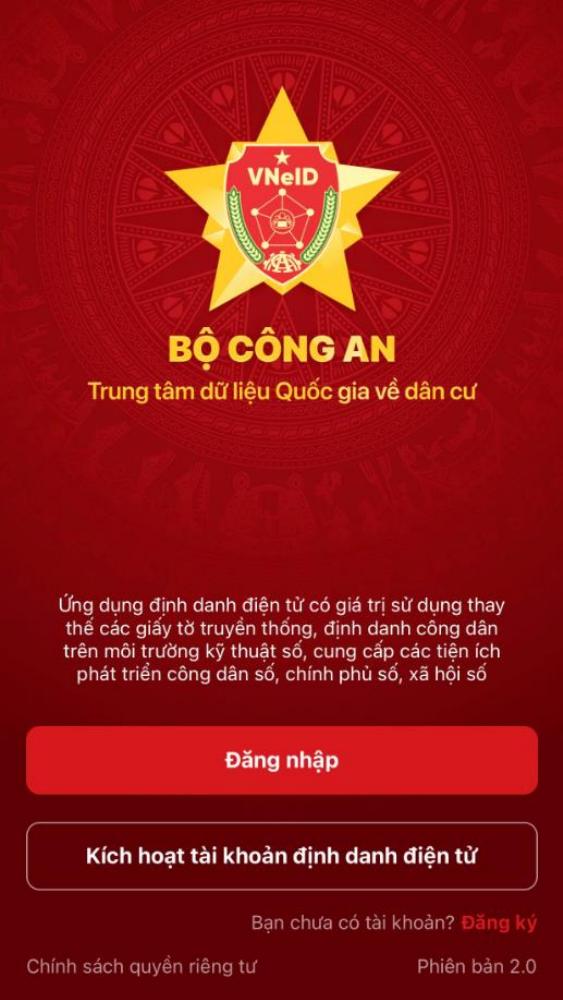 VNeID
BỘ CÔNG AN
Trung tâm dữ liệu Quốc gia về dân cư
Ứng dụng định danh điện tử có giá trị sử dụng thay
thế các giấy tờ truyền thống, định danh công dân
trên môi trường kỹ thuật số, cung cấp các tiện ích
phát triển công dân số, chính phủ số, xã hội số
Đăng nhập
Kích hoạt tài khoản định danh điện tử
Bạn chưa có tài khoản? Đăng ký
Chính sách quyền riêng tư Phiên bản 2.0